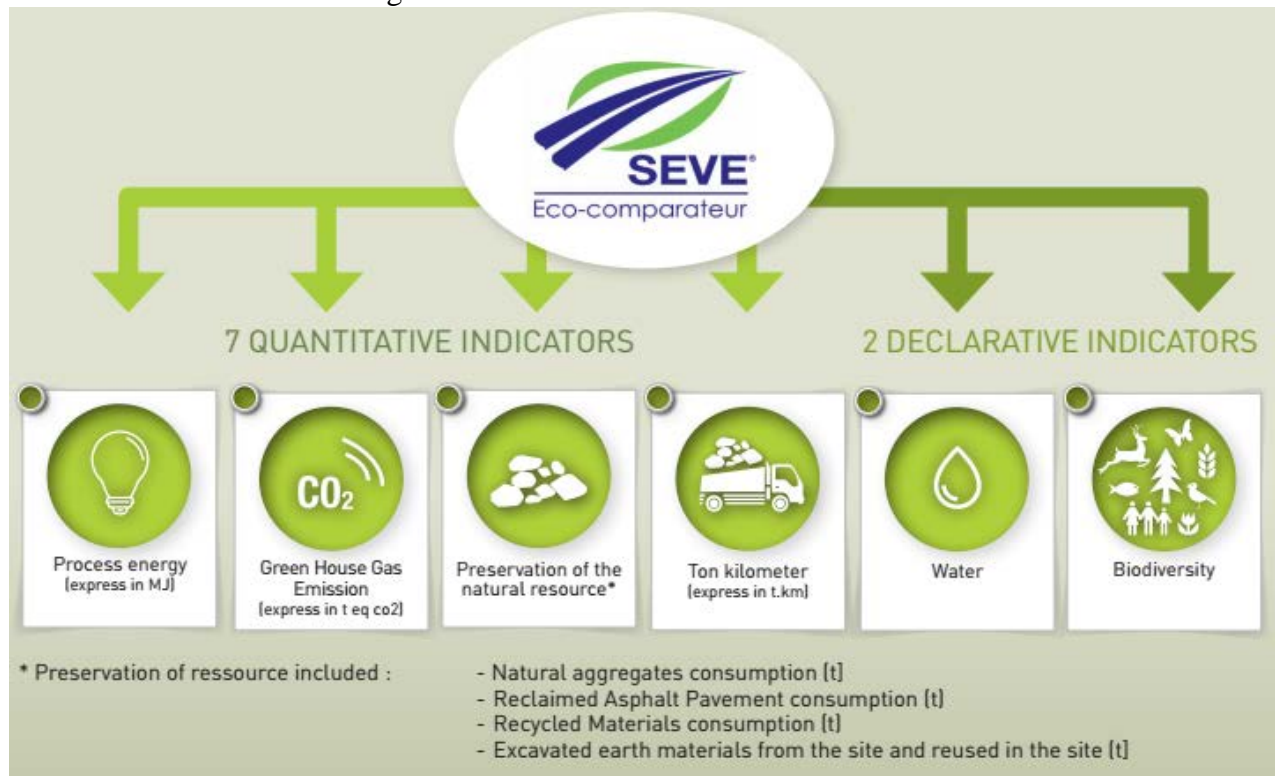 SEVE®
Eco-comparateur
7 QUANTITATIVE INDICATORS
2 DECLARATIVE INDICATORS
CO2
Process energy
(express in MJ)
Green House Gas
Emission
(express in t eq co2)
Preservation of the
natural resource*
Ton kilometer
(express in t.km)
Water
Biodiversity
* Preservation of ressource included :
- Natural aggregates consumption (t)
- Reclaimed Asphalt Pavement consumption (t)
- Recycled Materials consumption (t)
- Excavated earth materials from the site and reused in the site (t)